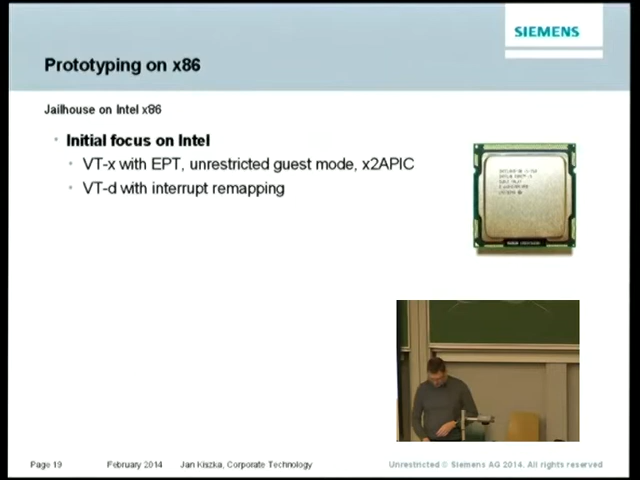 SIEMENS
Prototyping on x86
Jailhouse on Intel x86
Initial focus on Intel
VT-x with EPT, unrestricted guest mode, x2APIC
VT-d with interrupt remapping
Page 19 February 2014 Jan Kiszka, Corporate Technology Unrestricted © Siemens AG 2014. All rights reserved